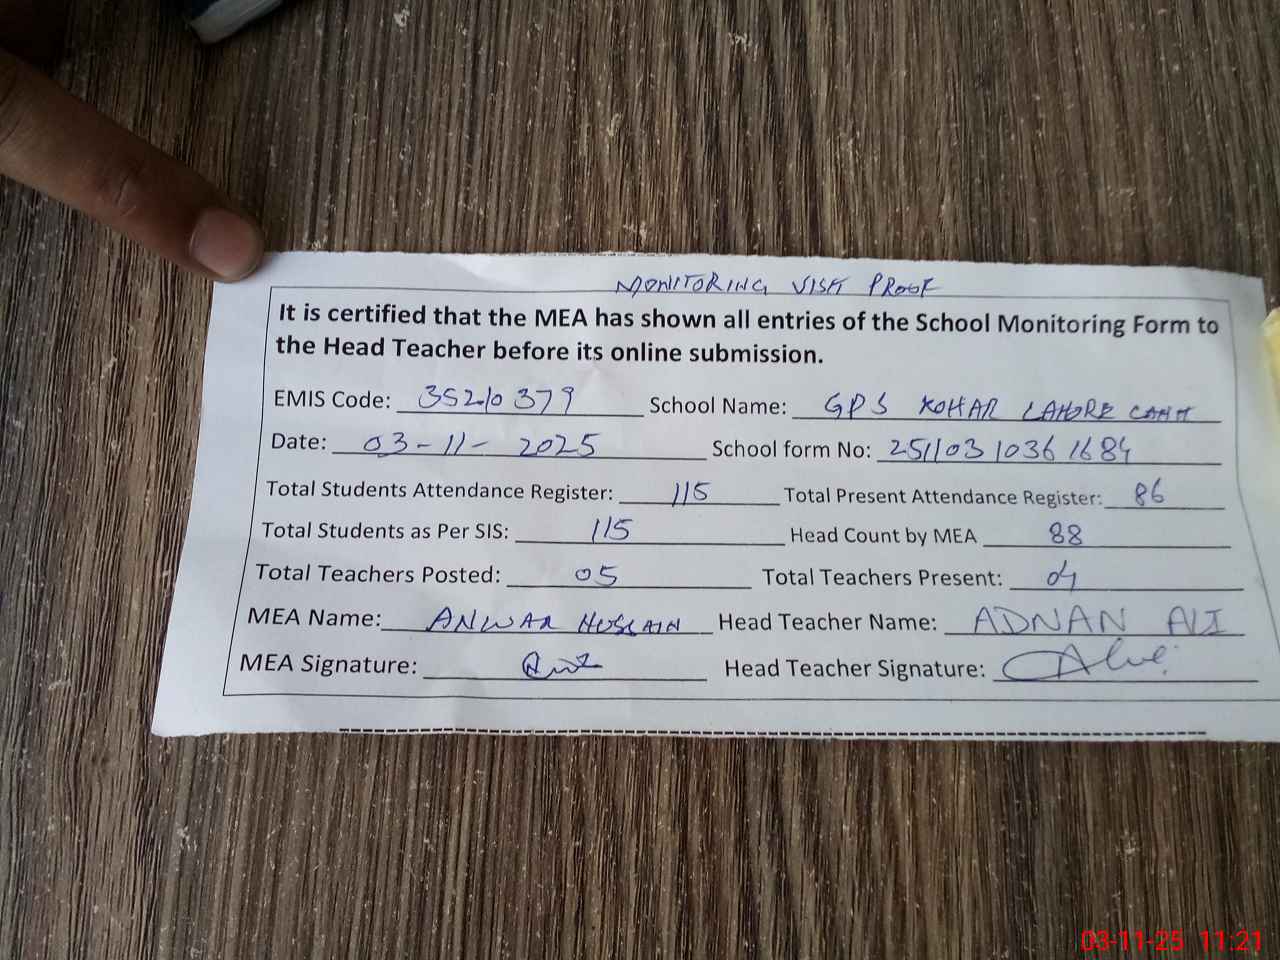 MONITORING VISIT PROOF
It is certified that the MEA has shown all entries of the School Monitoring Form to
the Head Teacher before its online submission.
EMIS Code: 35210379 School Name: GPS KOHAR LAHORE CANTT
Date: 03-11-2025 School form No: 25110310361684
Total Students Attendance Register: 115 Total Present Attendance Register: 86
Total Students as Per SIS: 115 Head Count by MEA 88
Total Teachers Posted: 05 Total Teachers Present: 04
MEA Name: ANWAR HUSSAIN Head Teacher Name: ADNAN ALI
MEA Signature: Head Teacher Signature:
03-11-25 11:21